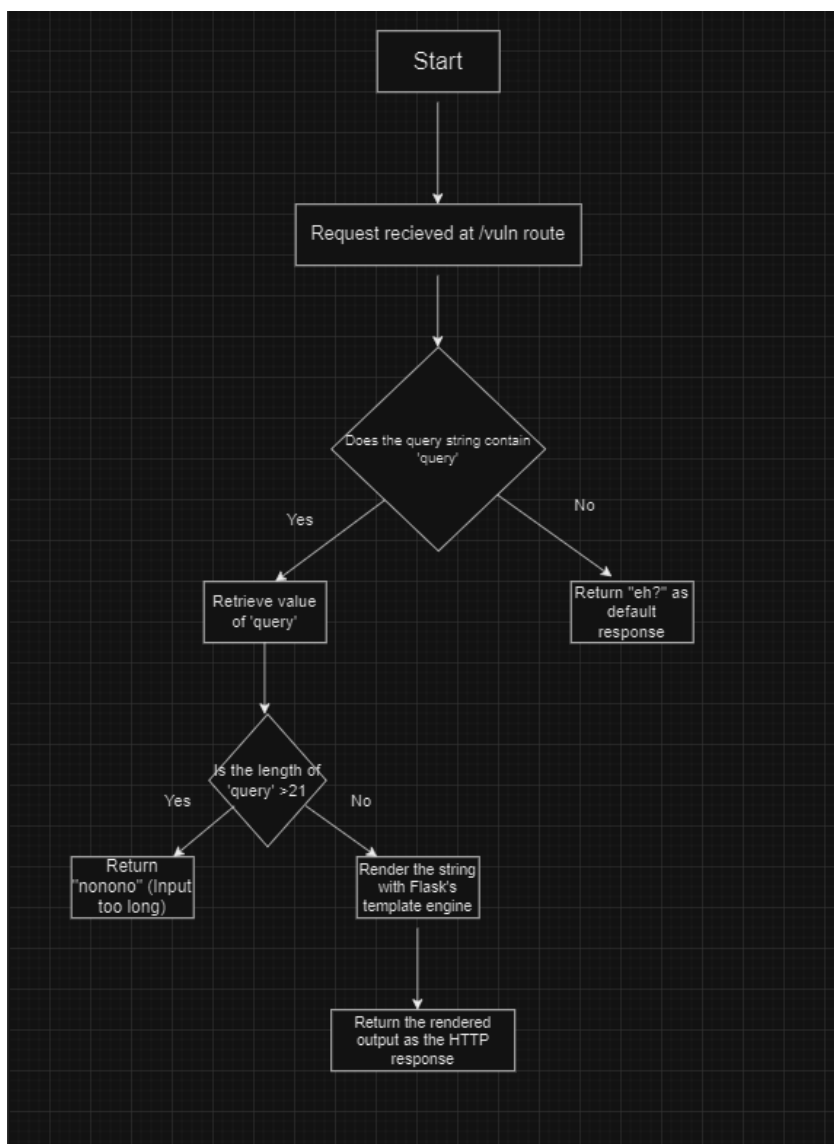 Start
Request recieved at /vuln route
Does the query string contain
'query'
Yes
No
Retrieve value
of 'query'
Return "eh?" as
default
response
Is the length of
'query' >21
Yes
No
Return
"nonono" (Input
too long)
Render the string
with Flask's
template engine
Return the rendered
output as the HTTP
response